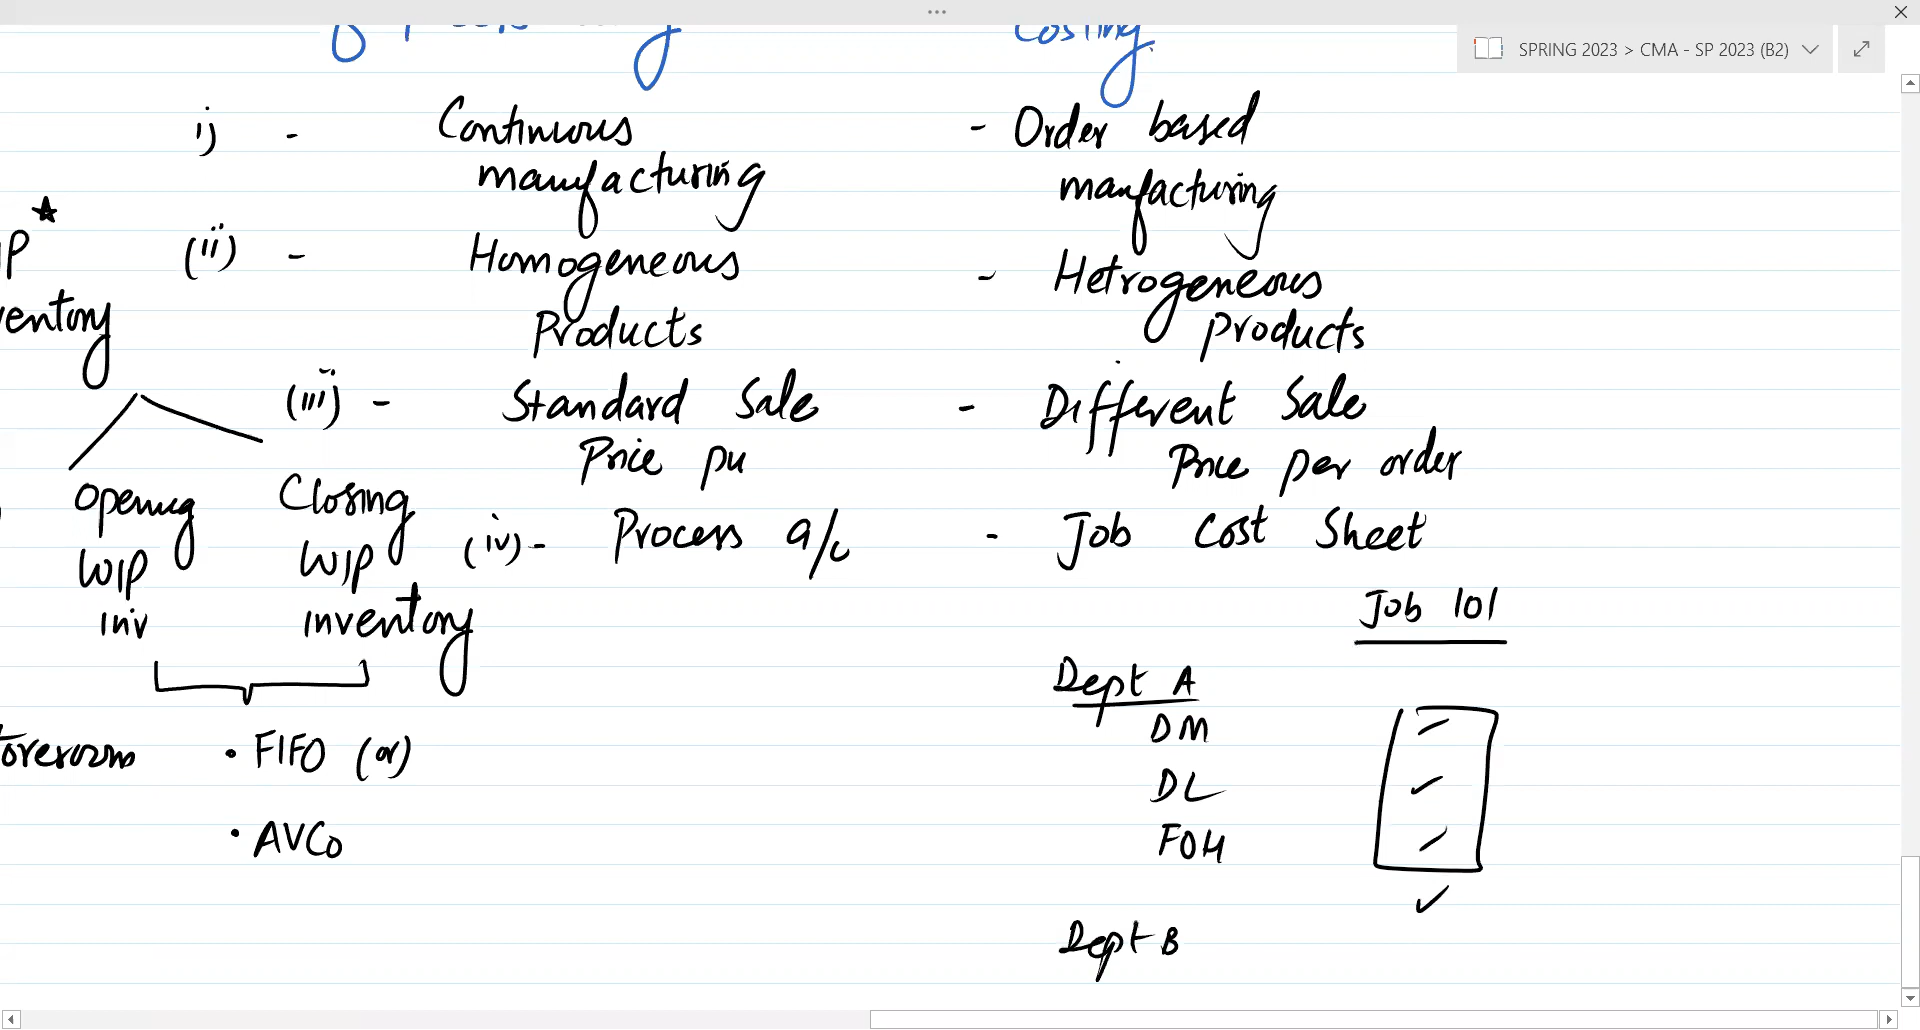 costing
SPRING 2023 > CMA - SP 2023 (B2)
i) - Continuous - Order based
manufacturing manfacturing
(ii) - Homogeneous - Hetrogeneous
Products products
(iii) - Standard Sale - Different Sale
Price pu Price per order
Opening Closing
WIP WIP
inv inventory
(iv) - Process a/c - Job Cost Sheet
Job 101
Dept A
DM
DL
FOH
• FIFO (or)
• AVCo
Dept B